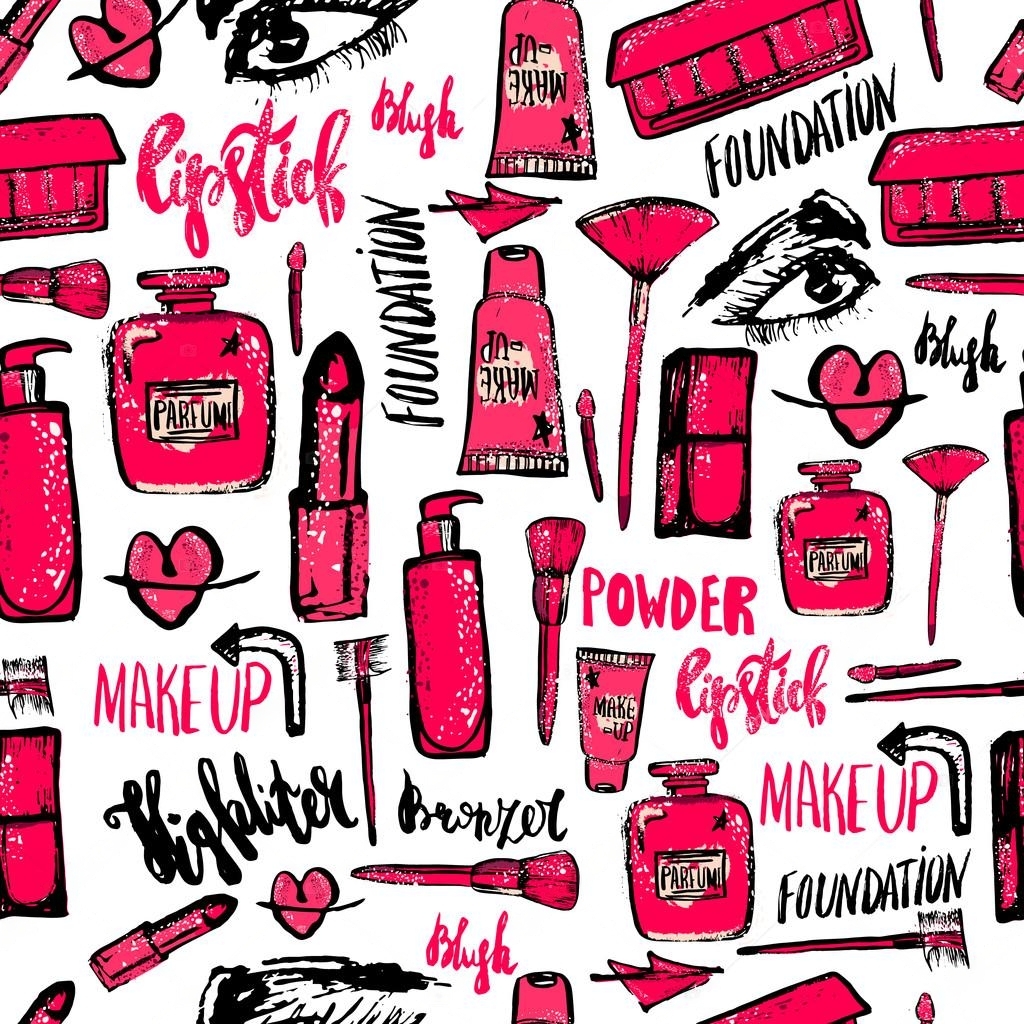 MAKE
-UP
Blush
lipstick
FOUNDATION
FOUNDATION
MAKE
-UP
Blush
PARFUM
PARFUM
POWDER
lipstick
MAKEUP
MAKE
-UP
MAKEUP
Highliter
Bronzer
PARFUM
FOUNDATION
Blush